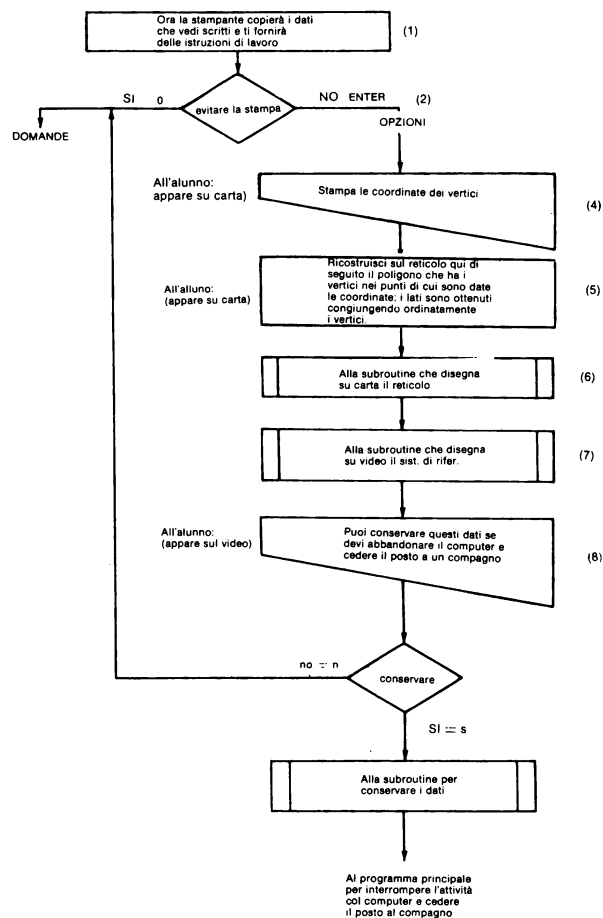 Ora la stampante copierà i dati
che vedi scritti e ti fornirà
delle istruzioni di lavoro
(1)
SI 0
evitare la stampa
NO ENTER
(2)
DOMANDE
OPZIONI
All'alunno:
appare su carta)
Stampa le coordinate dei vertici
(4)
All'alluno:
(appare su carta)
Ricostruisci sul reticolo qui di
seguito il poligono che ha i
vertici nei punti di cui sono date
le coordinate: i lati sono ottenuti
congiungendo ordinatamente
i vertici.
(5)
Alla subroutine che disegna
su carta il reticolo
(6)
Alla subroutine che disegna
su video il sist. di rifer.
(7)
All'alunno:
(appare sul video)
Puoi conservare questi dati se
devi abbandonare il computer e
cedere il posto a un compagno
(8)
no = n
conservare
SI = s
Alla subroutine per
conservare i dati
Al programma principale
per interrompere l'attività
col computer e cedere
il posto al compagno